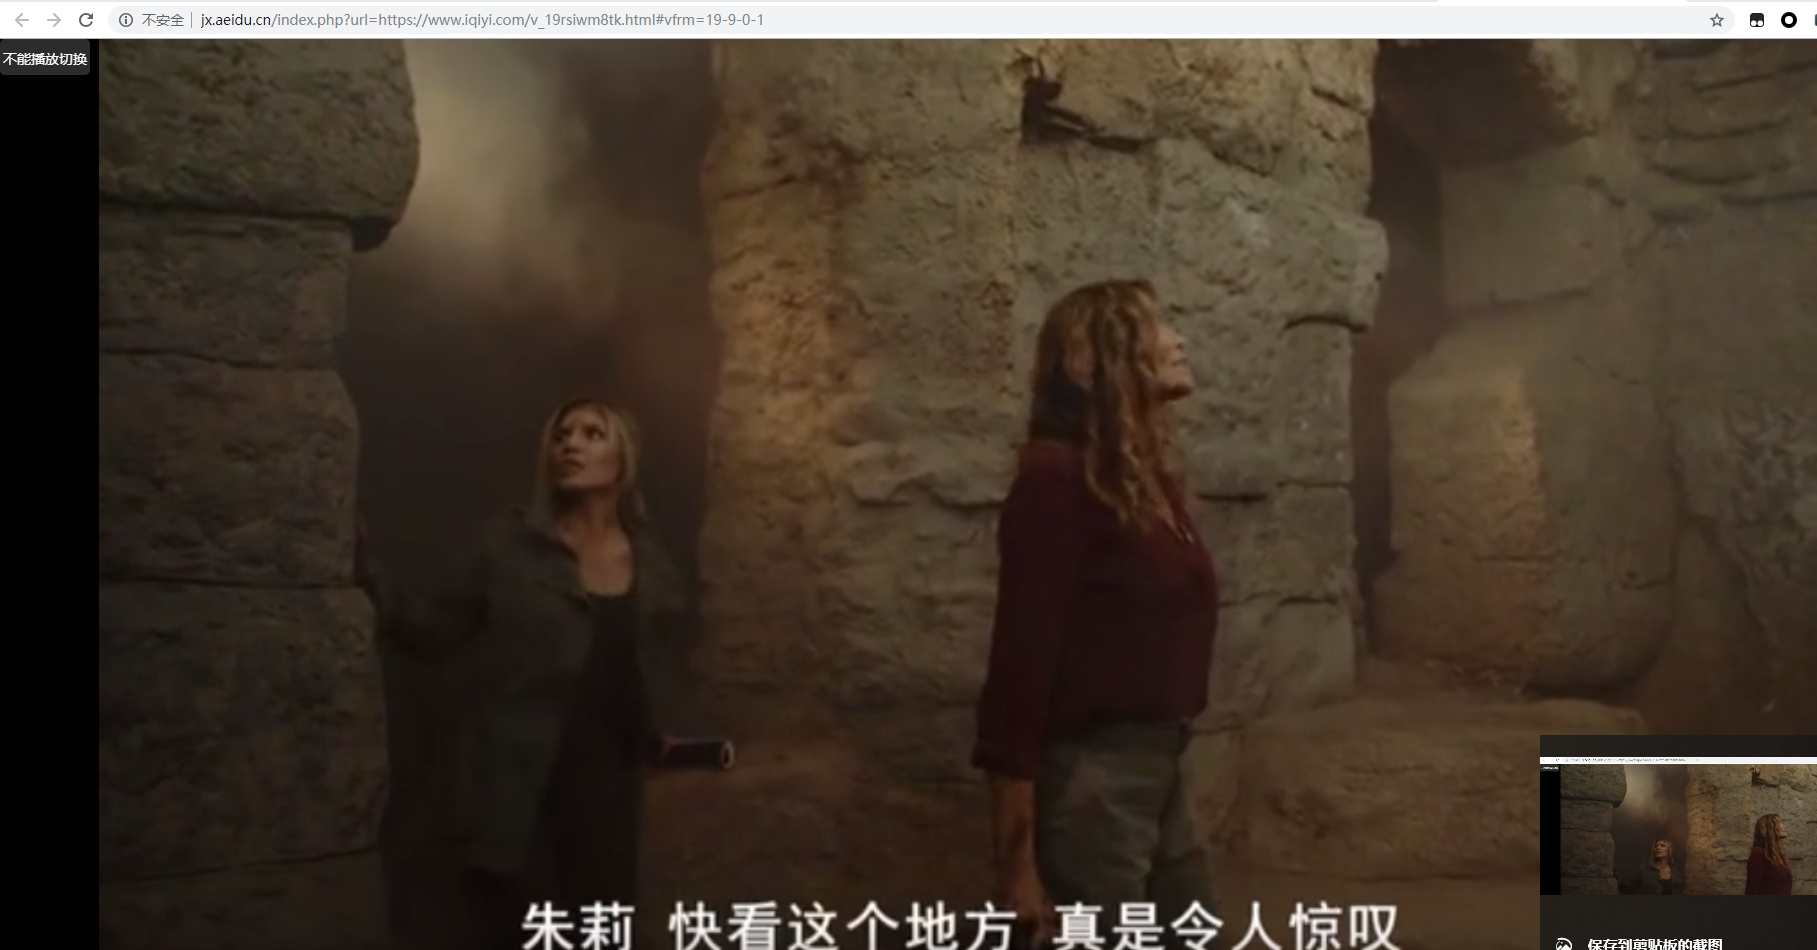 不安全 jx.aeidu.cn/index.php?url=https://www.iqiyi.com/v_19rsiwm8tk.html#vfrm=19-9-0-1
不能播放切换
朱莉 快看这个地方 真是令人惊叹
保存到剪贴板的截图